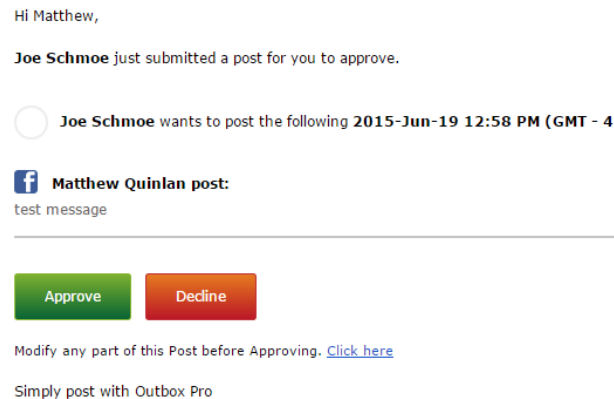 Hi Matthew,
Joe Schmoe just submitted a post for you to approve.
Joe Schmoe wants to post the following 2015-Jun-19 12:58 PM (GMT - 4
Matthew Quinlan post:
test message
Approve Decline
Modify any part of this Post before Approving. Click here
Simply post with Outbox Pro